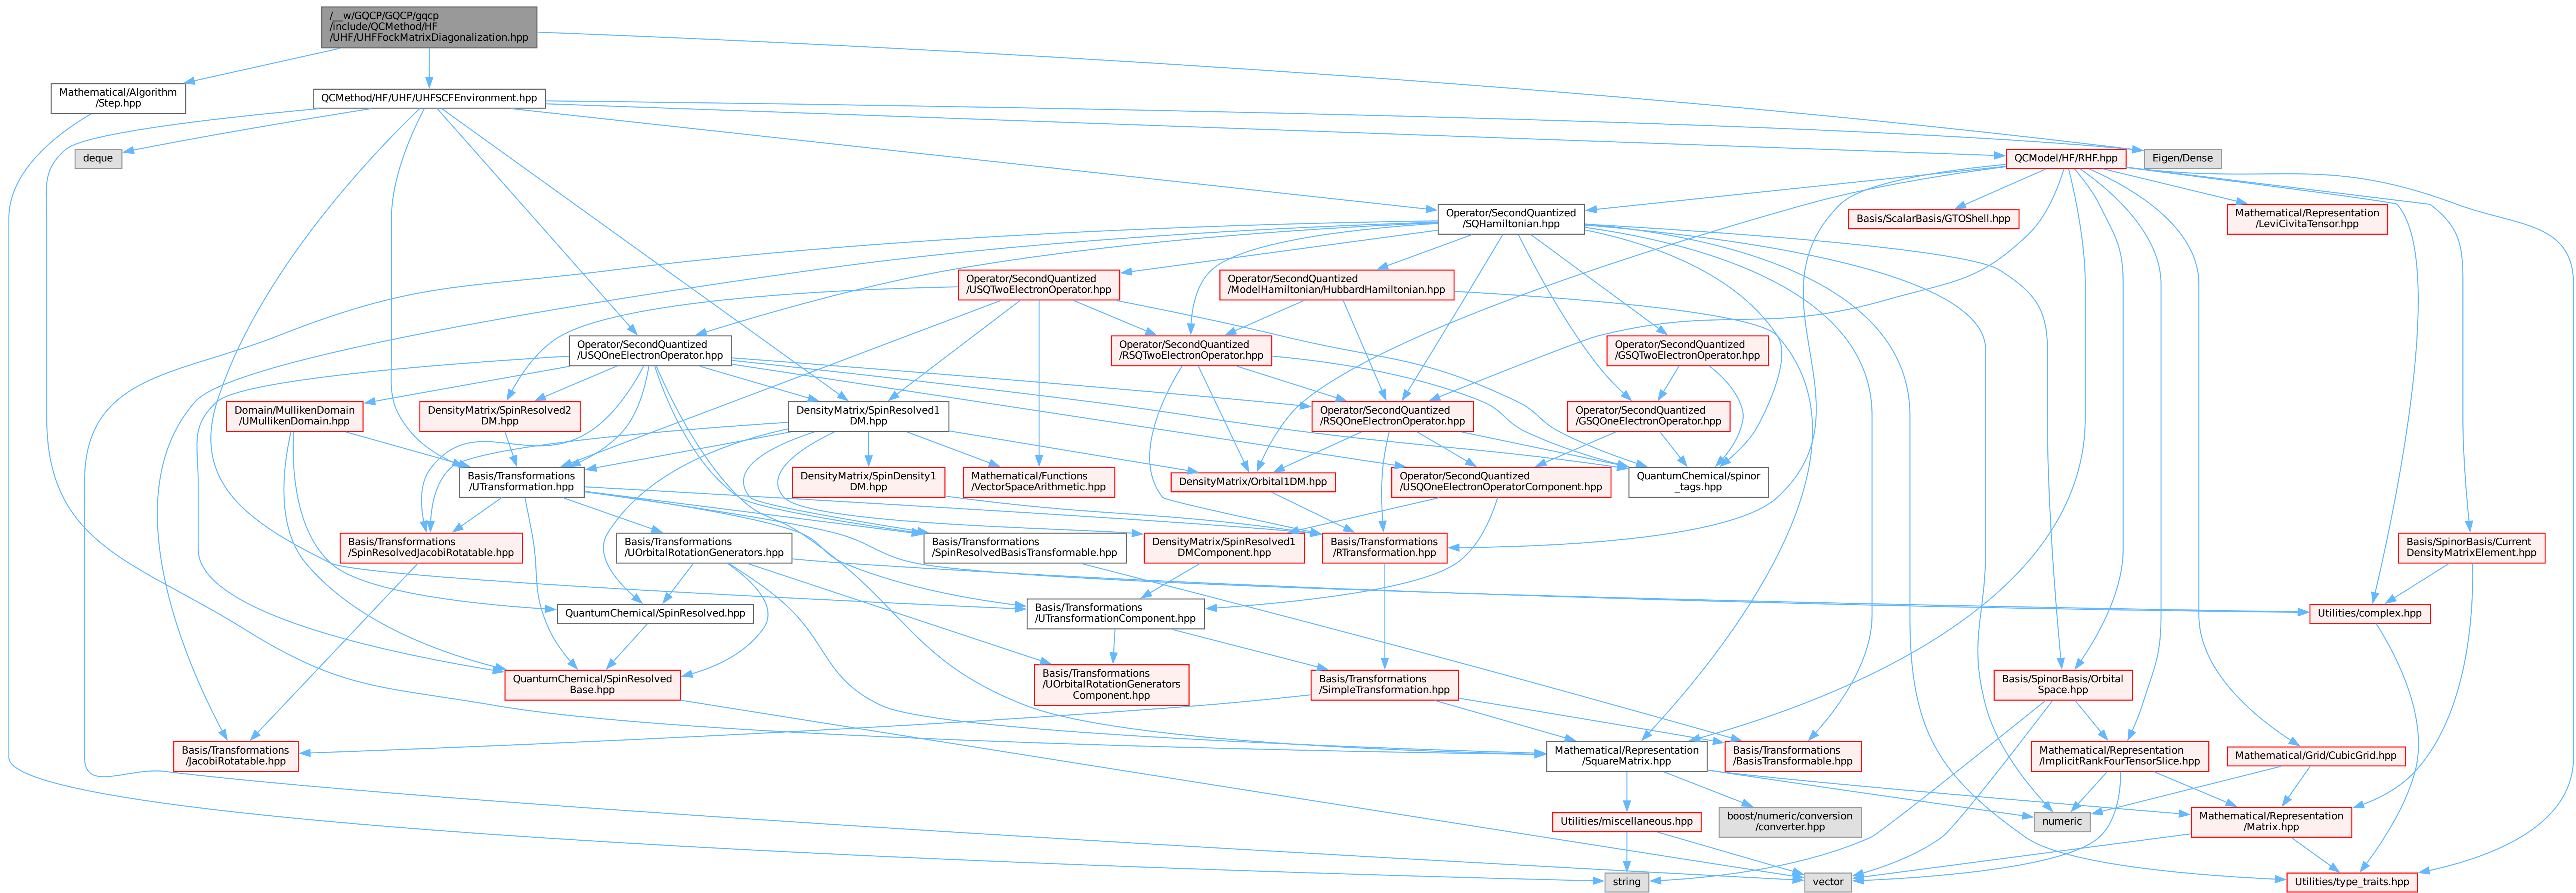 /__w/GQCP/GQCP/gqcp
/include/QCMethod/HF
/UHF/UHFFockMatrixDiagonalization.hpp
Mathematical/Algorithm
/Step.hpp
QCMethod/HF/UHF/UHFSCFEnvironment.hpp
deque
QCModel/HF/RHF.hpp
Eigen/Dense
Operator/SecondQuantized
/SQHamiltonian.hpp
Basis/ScalarBasis/GTOShell.hpp
Mathematical/Representation
/LeviCivitaTensor.hpp
Operator/SecondQuantized
/USQTwoElectronOperator.hpp
Operator/SecondQuantized
/ModelHamiltonian/HubbardHamiltonian.hpp
Operator/SecondQuantized
/USQOneElectronOperator.hpp
Operator/SecondQuantized
/RSQTwoElectronOperator.hpp
Operator/SecondQuantized
/GSQTwoElectronOperator.hpp
Domain/MullikenDomain
/UMullikenDomain.hpp
DensityMatrix/SpinResolved2
DM.hpp
DensityMatrix/SpinResolved1
DM.hpp
Operator/SecondQuantized
/RSQOneElectronOperator.hpp
Operator/SecondQuantized
/GSQOneElectronOperator.hpp
Basis/Transformations
/UTransformation.hpp
DensityMatrix/SpinDensity1
DM.hpp
Mathematical/Functions
/VectorSpaceArithmetic.hpp
DensityMatrix/Orbital1DM.hpp
Operator/SecondQuantized
/USQOneElectronOperatorComponent.hpp
QuantumChemical/spinor
_tags.hpp
Basis/Transformations
/SpinResolvedJacobiRotatable.hpp
Basis/Transformations
/UOrbitalRotationGenerators.hpp
Basis/Transformations
/SpinResolvedBasisTransformable.hpp
DensityMatrix/SpinResolved1
DMComponent.hpp
Basis/Transformations
/RTransformation.hpp
Basis/SpinorBasis/Current
DensityMatrixElement.hpp
QuantumChemical/SpinResolved.hpp
Basis/Transformations
/UTransformationComponent.hpp
Utilities/complex.hpp
QuantumChemical/SpinResolved
Base.hpp
Basis/Transformations
/UOrbitalRotationGenerators
Component.hpp
Basis/Transformations
/SimpleTransformation.hpp
Basis/SpinorBasis/Orbital
Space.hpp
Basis/Transformations
/JacobiRotatable.hpp
Mathematical/Representation
/SquareMatrix.hpp
Basis/Transformations
/BasisTransformable.hpp
Mathematical/Representation
/ImplicitRankFourTensorSlice.hpp
Mathematical/Grid/CubicGrid.hpp
Utilities/miscellaneous.hpp
boost/numeric/conversion
/converter.hpp
numeric
Mathematical/Representation
/Matrix.hpp
string
vector
Utilities/type_traits.hpp